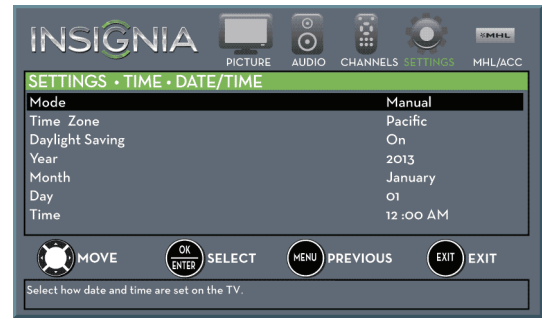 INSIGNIA
PICTURE AUDIO CHANNELS SETTINGS MHL/ACC
MHL
SETTINGS • TIME • DATE/TIME
Mode Manual
Time Zone Pacific
Daylight Saving On
Year 2013
Month January
Day 01
Time 12 :00 AM
MOVE OK ENTER SELECT MENU PREVIOUS EXIT EXIT
Select how date and time are set on the TV.